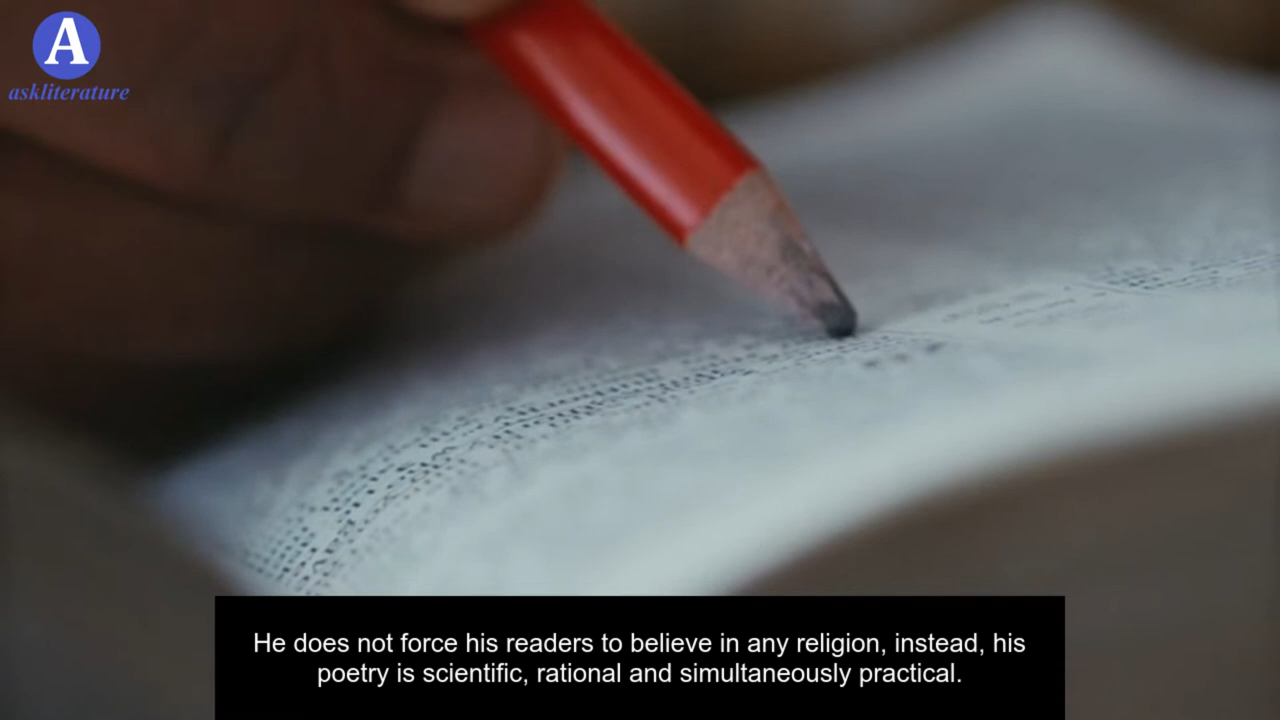 A
askliterature
He does not force his readers to believe in any religion, instead, his
poetry is scientific, rational and simultaneously practical.